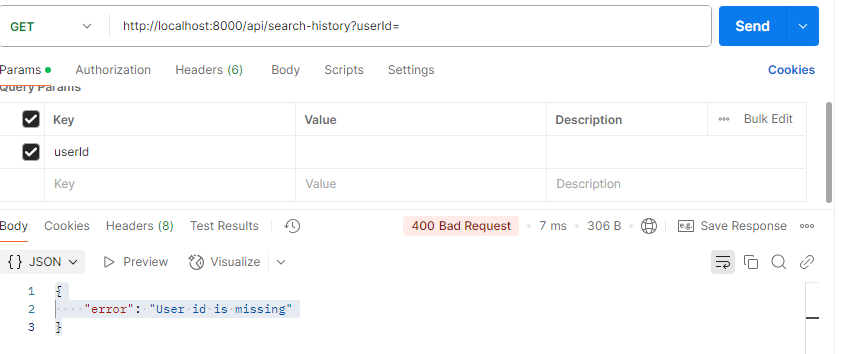 GET http://localhost:8000/api/search-history?userId= Send
Params Authorization Headers (6) Body Scripts Settings Cookies
Query Params
Key Value Description Bulk Edit
userId
Key Value Description
Body Cookies Headers (8) Test Results 400 Bad Request • 7 ms • 306 B • e.g. Save Response
{} JSON Preview Visualize
1 {
2 "error": "User id is missing"
3 }